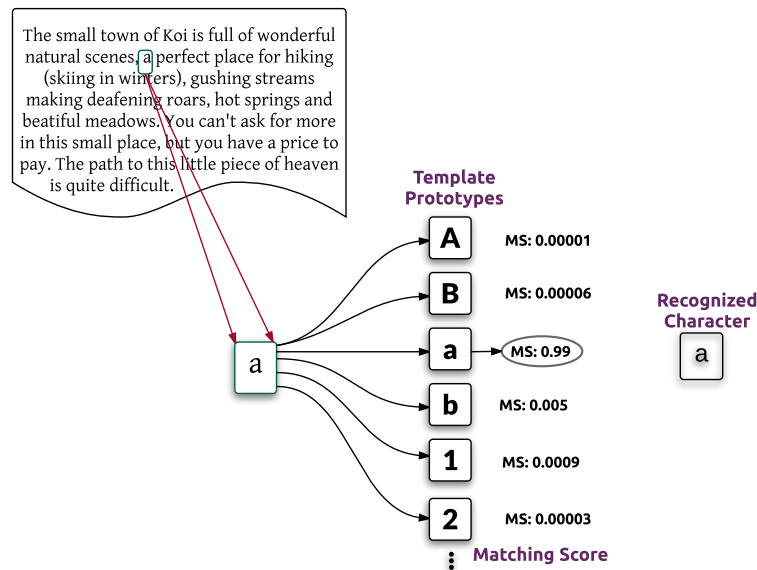 The small town of Koi is full of wonderful
natural scenes, a perfect place for hiking
(skiing in winters), gushing streams
making deafening roars, hot springs and
beatiful meadows. You can't ask for more
in this small place, but you have a price to
pay. The path to this little piece of heaven
is quite difficult.
a
Template
Prototypes
A MS: 0.00001
B MS: 0.00006
a MS: 0.99
b MS: 0.005
1 MS: 0.0009
2 MS: 0.00003
Matching Score
Recognized
Character
a